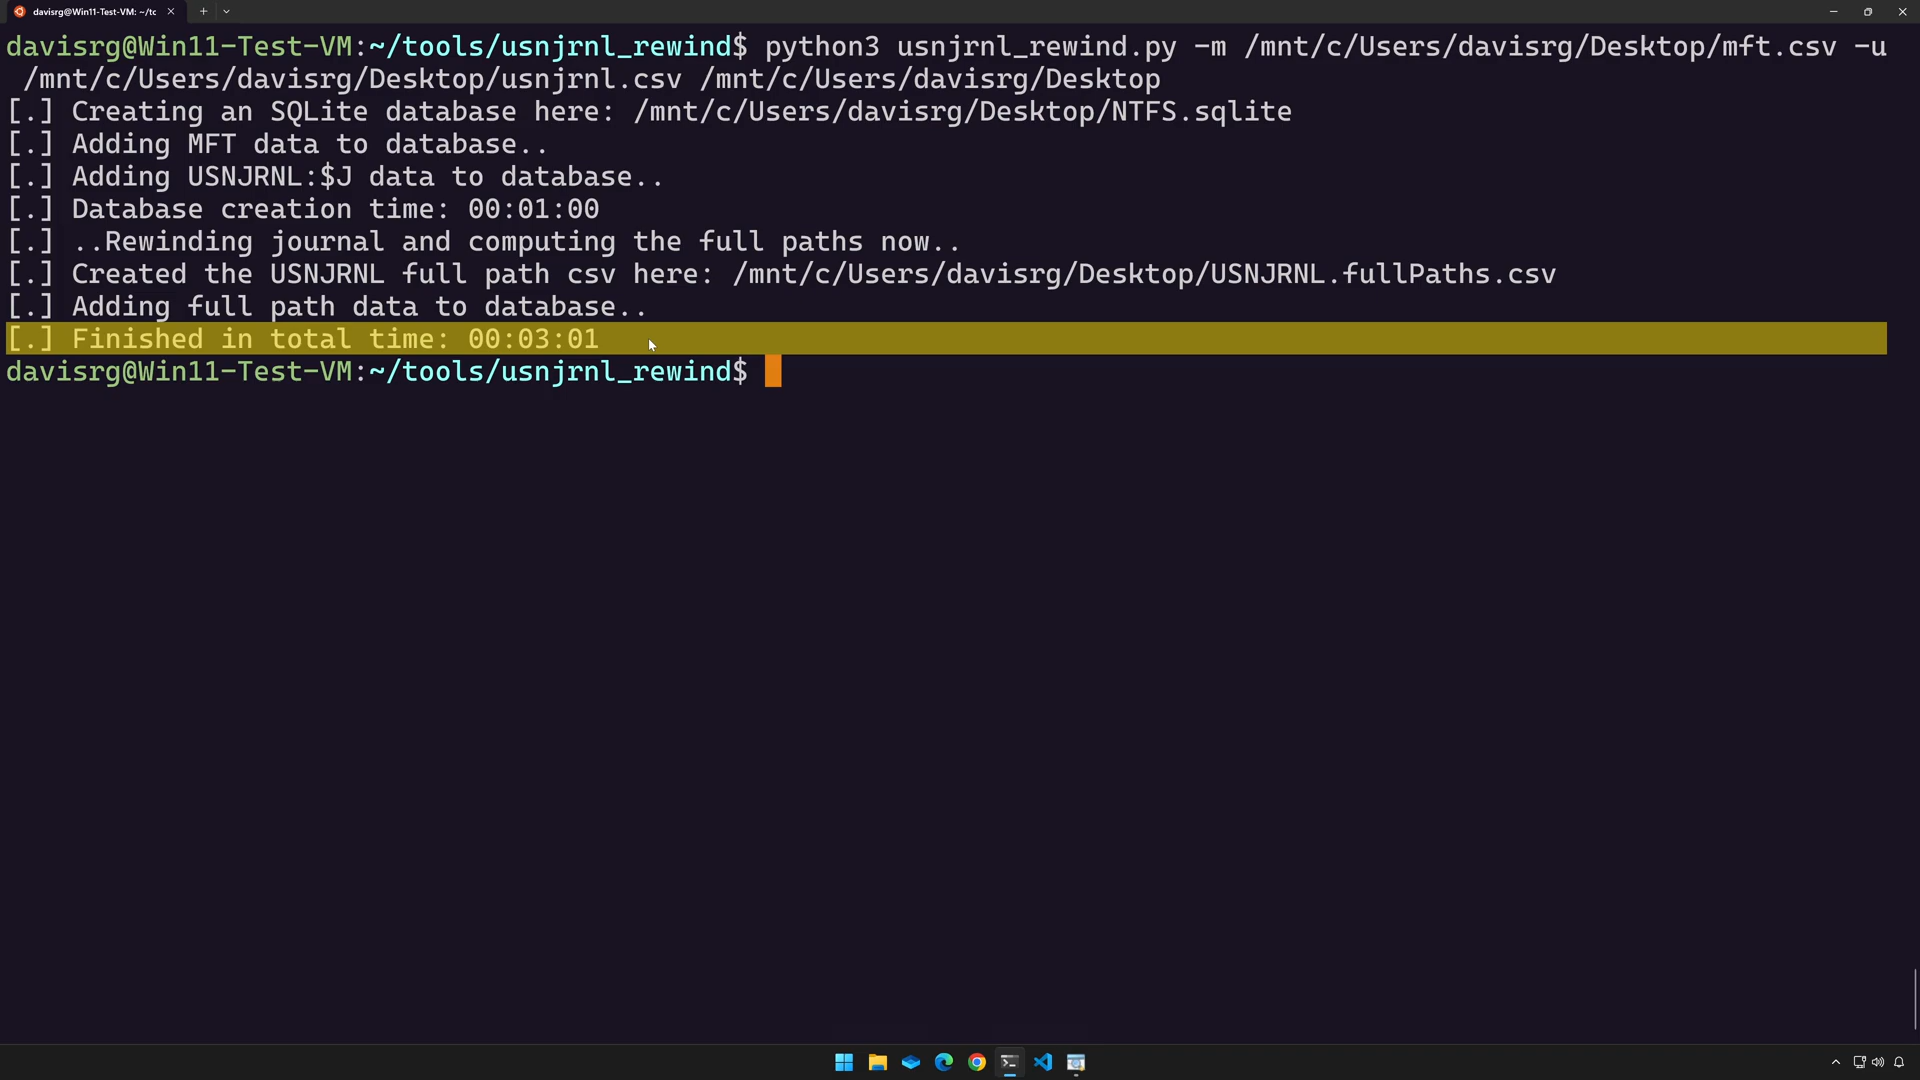 davisrg@Win11-Test-VM: ~/tc
davisrg@Win11-Test-VM:~/tools/usnjrnl_rewind$ python3 usnjrnl_rewind.py -m /mnt/c/Users/davisrg/Desktop/mft.csv -u
/mnt/c/Users/davisrg/Desktop/usnjrnl.csv /mnt/c/Users/davisrg/Desktop
[.] Creating an SQLite database here: /mnt/c/Users/davisrg/Desktop/NTFS.sqlite
[.] Adding MFT data to database..
[.] Adding USNJRNL:$J data to database..
[.] Database creation time: 00:01:00
[.] ..Rewinding journal and computing the full paths now..
[.] Created the USNJRNL full path csv here: /mnt/c/Users/davisrg/Desktop/USNJRNL.fullPaths.csv
[.] Adding full path data to database..
[.] Finished in total time: 00:03:01
davisrg@Win11-Test-VM:~/tools/usnjrnl_rewind$